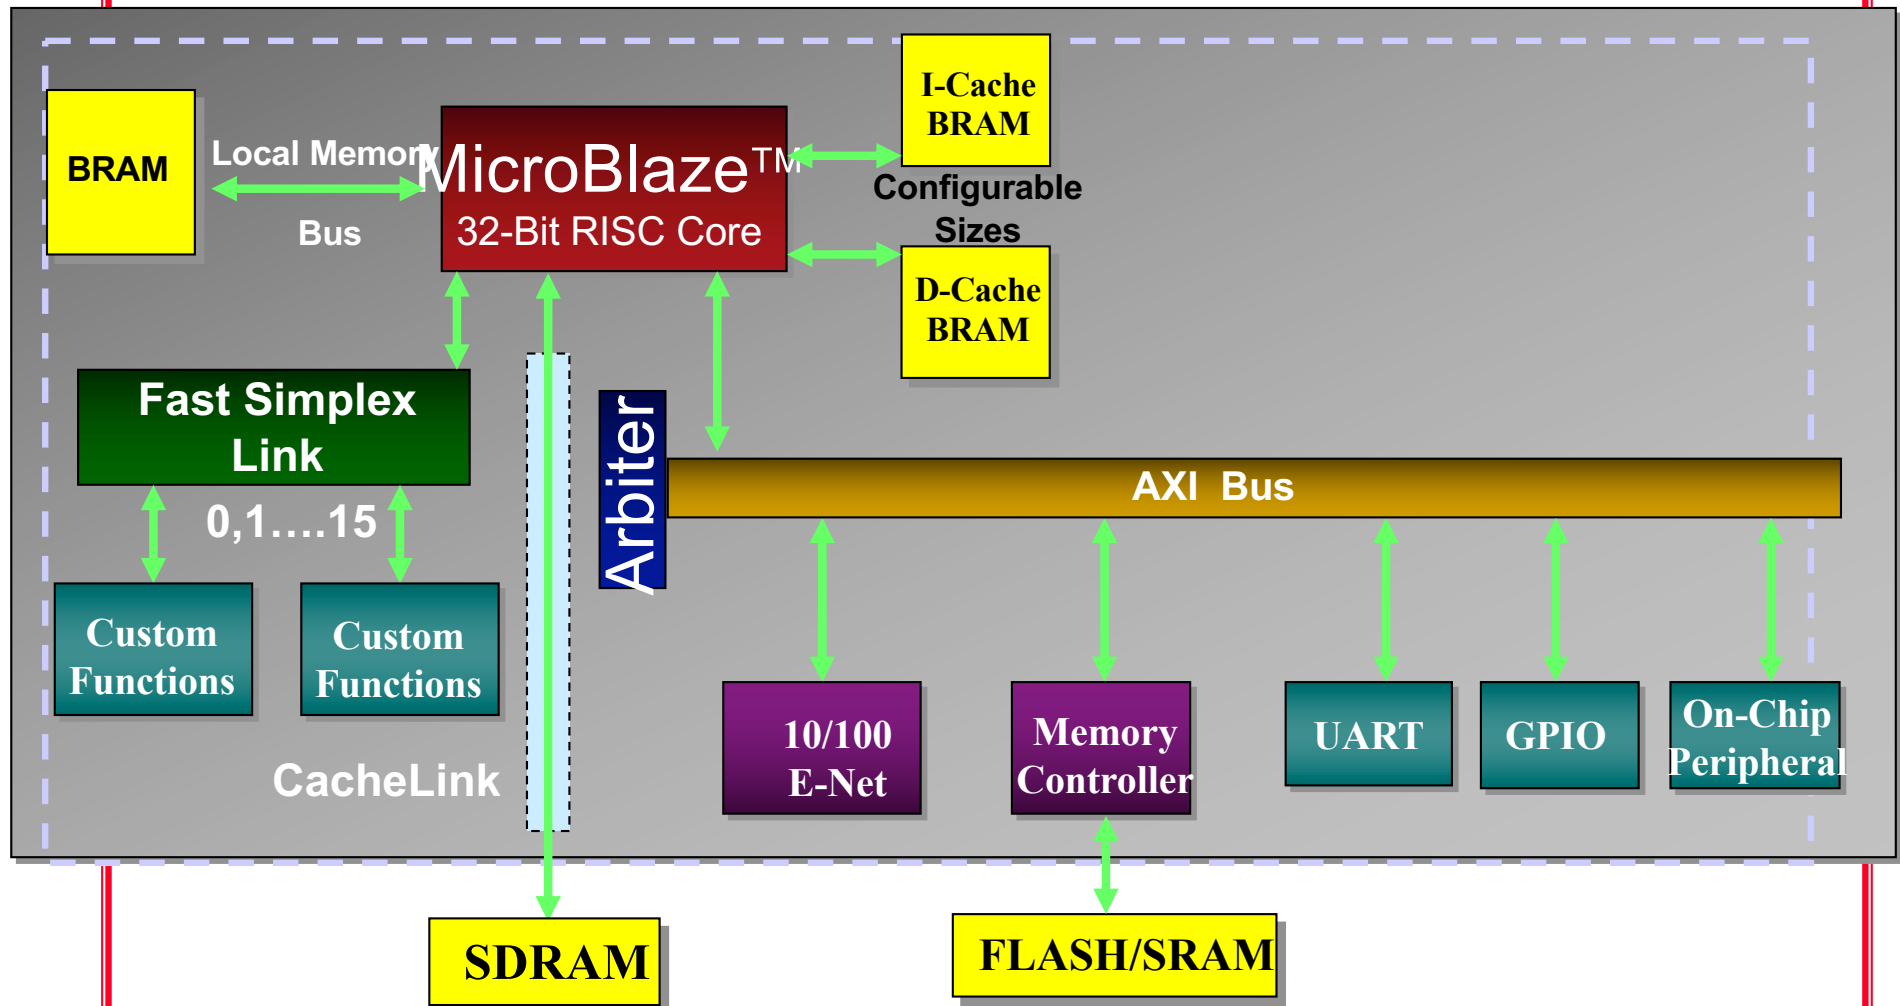 I-Cache
BRAM
BRAM
Local Memory
Bus
MicroBlaze™
32-Bit RISC Core
Configurable
Sizes
D-Cache
BRAM
Fast Simplex
Link
0,1....15
Arbiter
AXI Bus
Custom
Functions
Custom
Functions
10/100
E-Net
Memory
Controller
UART
GPIO
On-Chip
Peripheral
CacheLink
SDRAM
FLASH/SRAM